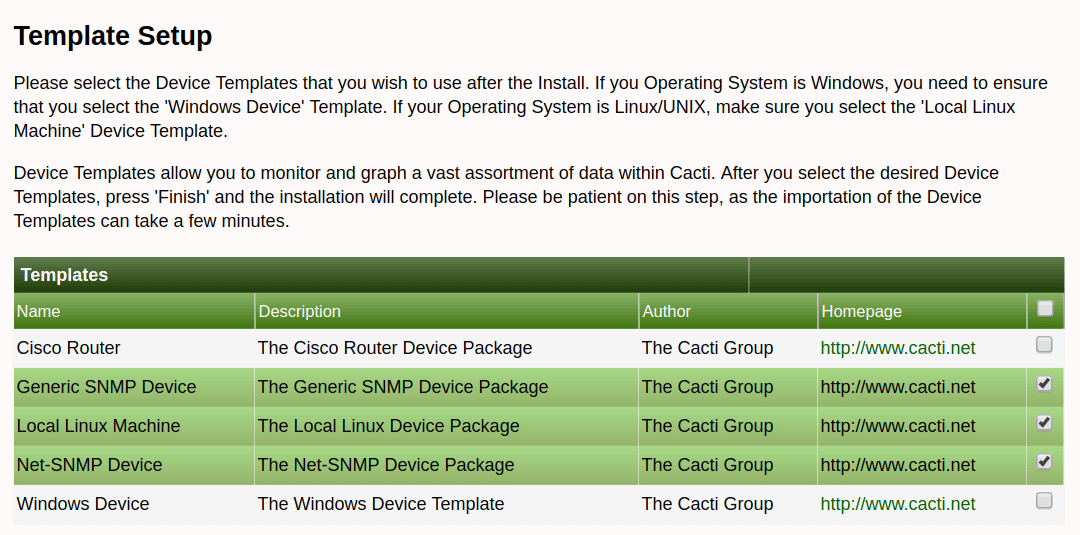 Template Setup
Please select the Device Templates that you wish to use after the Install. If you Operating System is Windows, you need to ensure
that you select the 'Windows Device' Template. If your Operating System is Linux/UNIX, make sure you select the 'Local Linux
Machine' Device Template.
Device Templates allow you to monitor and graph a vast assortment of data within Cacti. After you select the desired Device
Templates, press 'Finish' and the installation will complete. Please be patient on this step, as the importation of the Device
Templates can take a few minutes.
Templates
Name Description Author Homepage
Cisco Router The Cisco Router Device Package The Cacti Group http://www.cacti.net
Generic SNMP Device The Generic SNMP Device Package The Cacti Group http://www.cacti.net
Local Linux Machine The Local Linux Device Package The Cacti Group http://www.cacti.net
Net-SNMP Device The Net-SNMP Device Package The Cacti Group http://www.cacti.net
Windows Device The Windows Device Template The Cacti Group http://www.cacti.net